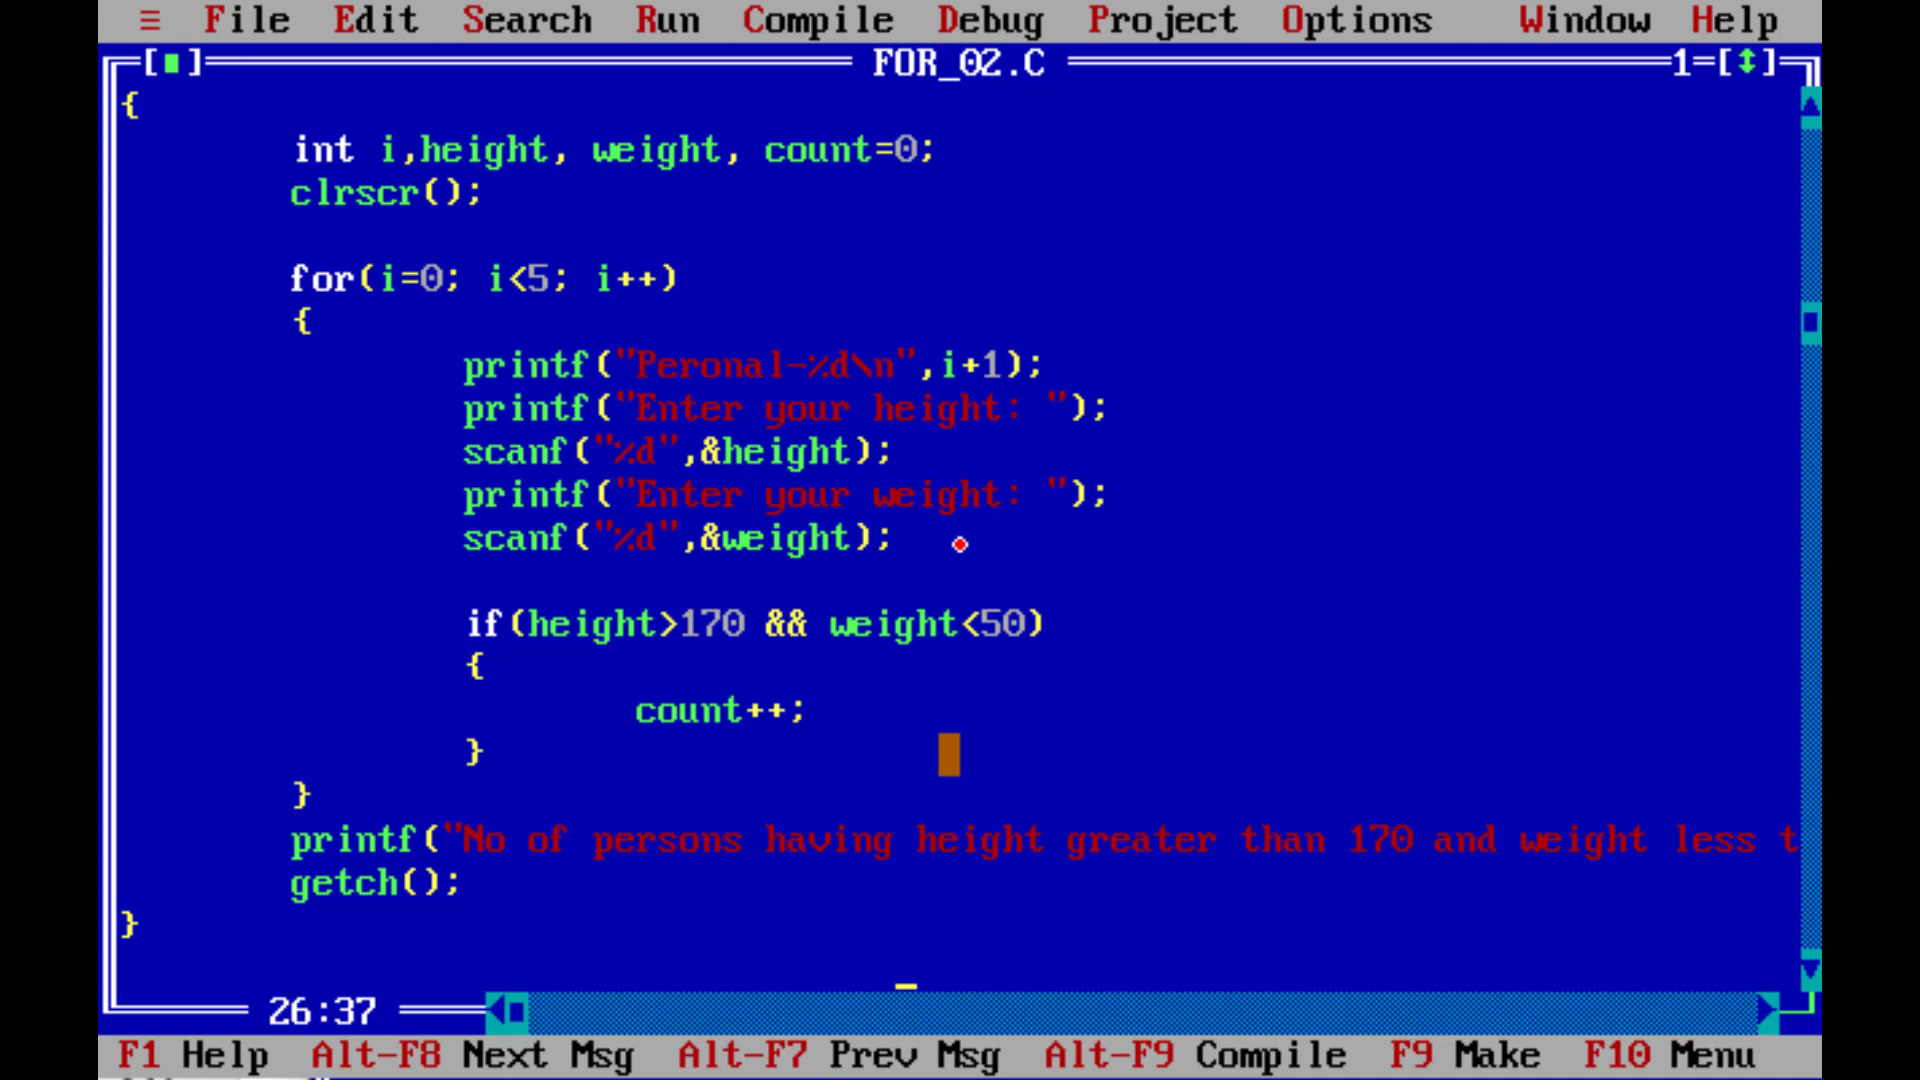 ≡ File Edit Search Run Compile Debug Project Options Window Help
[■] FOR_02.C 1=[↕]
{
int i,height, weight, count=0;
clrscr();
for(i=0; i<5; i++)
{
printf("Peronal-%d\n",i+1);
printf("Enter your height: ");
scanf("%d",&height);
printf("Enter your weight: ");
scanf("%d",&weight);
if(height>170 && weight<50)
{
count++;
}
}
printf("No of persons having height greater than 170 and weight less t
getch();
}
26:37
F1 Help Alt-F8 Next Msg Alt-F7 Prev Msg Alt-F9 Compile F9 Make F10 Menu